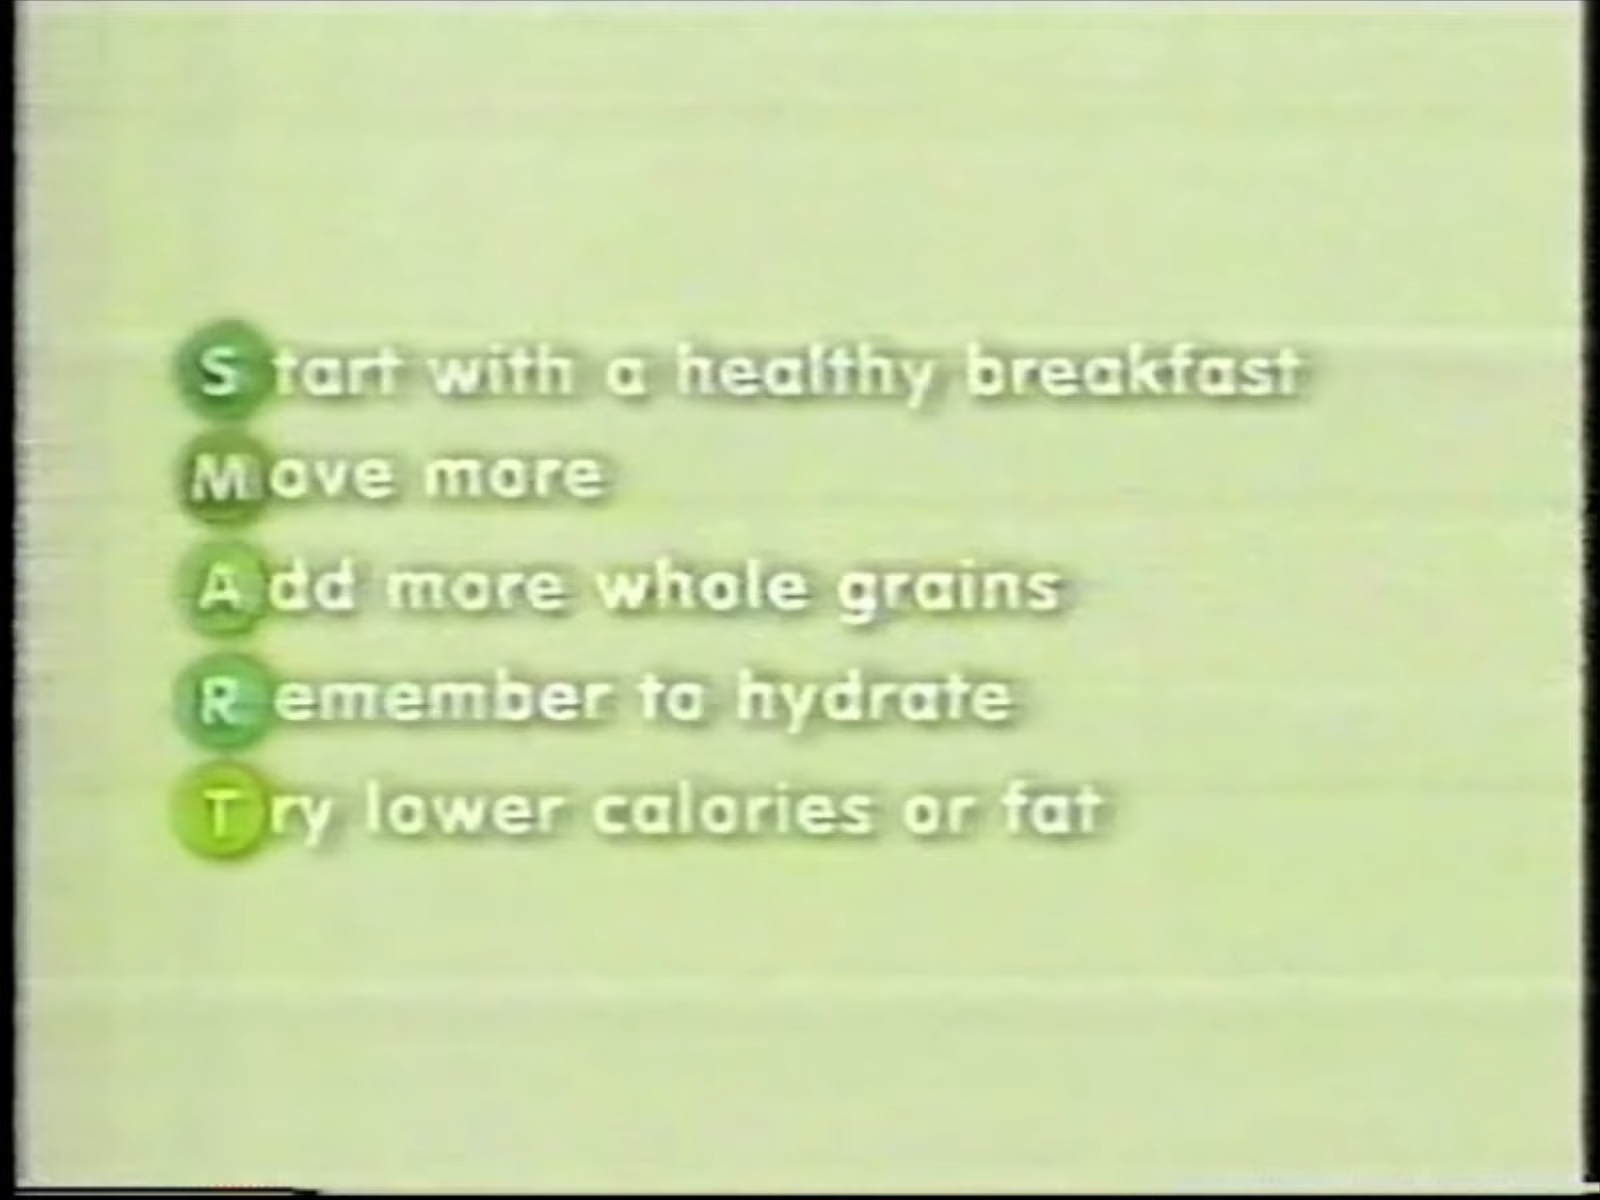 Start with a healthy breakfast
Move more
Add more whole grains
Remember to hydrate
Try lower calories or fat